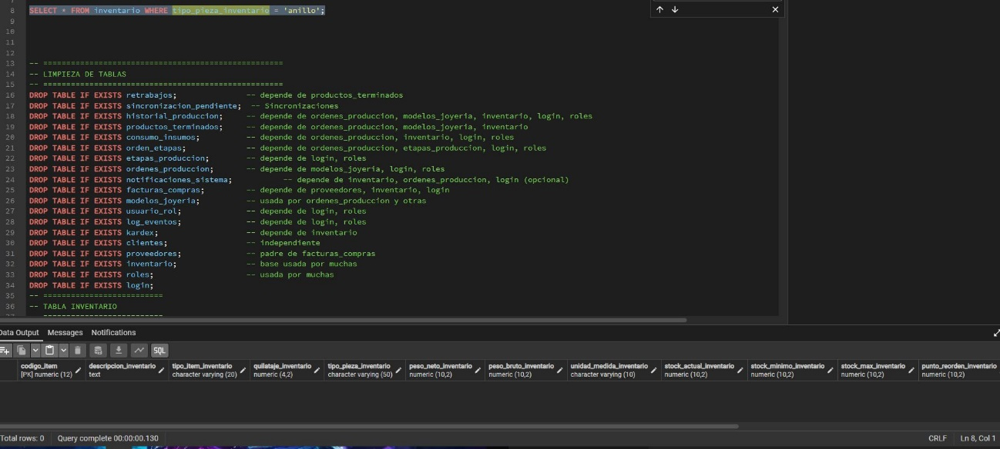 8 SELECT * FROM inventario WHERE tipo_pieza_inventario = 'anillo';
9
10
11
12
13 -- ====================================================
14 -- LIMPIEZA DE TABLAS
15 -- ====================================================
16 DROP TABLE IF EXISTS retrabajos; -- depende de productos_terminados
17 DROP TABLE IF EXISTS sincronizacion_pendiente; -- Sincronizaciones
18 DROP TABLE IF EXISTS historial_produccion; -- depende de ordenes_produccion, modelos_joyeria, inventario, login, roles
19 DROP TABLE IF EXISTS productos_terminados; -- depende de ordenes_produccion, modelos_joyeria, inventario
20 DROP TABLE IF EXISTS consumo_insumos; -- depende de ordenes_produccion, inventario, login, roles
21 DROP TABLE IF EXISTS orden_etapas; -- depende de ordenes_produccion, etapas_produccion, login, roles
22 DROP TABLE IF EXISTS etapas_produccion; -- depende de login, roles
23 DROP TABLE IF EXISTS ordenes_produccion; -- depende de modelos_joyeria, login, roles
24 DROP TABLE IF EXISTS notificaciones_sistema; -- depende de inventario, ordenes_produccion, login (opcional)
25 DROP TABLE IF EXISTS facturas_compras; -- depende de proveedores, inventario, login
26 DROP TABLE IF EXISTS modelos_joyeria; -- usada por ordenes_produccion y otras
27 DROP TABLE IF EXISTS usuario_rol; -- depende de login, roles
28 DROP TABLE IF EXISTS log_eventos; -- depende de login, roles
29 DROP TABLE IF EXISTS kardex; -- depende de inventario
30 DROP TABLE IF EXISTS clientes; -- independiente
31 DROP TABLE IF EXISTS proveedores; -- padre de facturas_compras
32 DROP TABLE IF EXISTS inventario; -- base usada por muchas
33 DROP TABLE IF EXISTS roles; -- usada por muchas
34 DROP TABLE IF EXISTS login;
35 -- ==========================
36 -- TABLA INVENTARIO
Data Output Messages Notifications
SQL
codigo_item descripcion_inventario tipo_item_inventario quilataje_inventario tipo_pieza_inventario peso_neto_inventario peso_bruto_inventario unidad_medida_inventario stock_actual_inventario stock_minimo_inventario stock_max_inventario punto_reorden_inventario
[PK] numeric (12) text character varying (20) numeric (4,2) character varying (50) numeric (10,2) numeric (10,2) character varying (10) numeric (10,2) numeric (10,2) numeric (10,2) numeric (10,2)
Total rows: 0 Query complete 00:00:00.130 CRLF Ln 8, Col 1